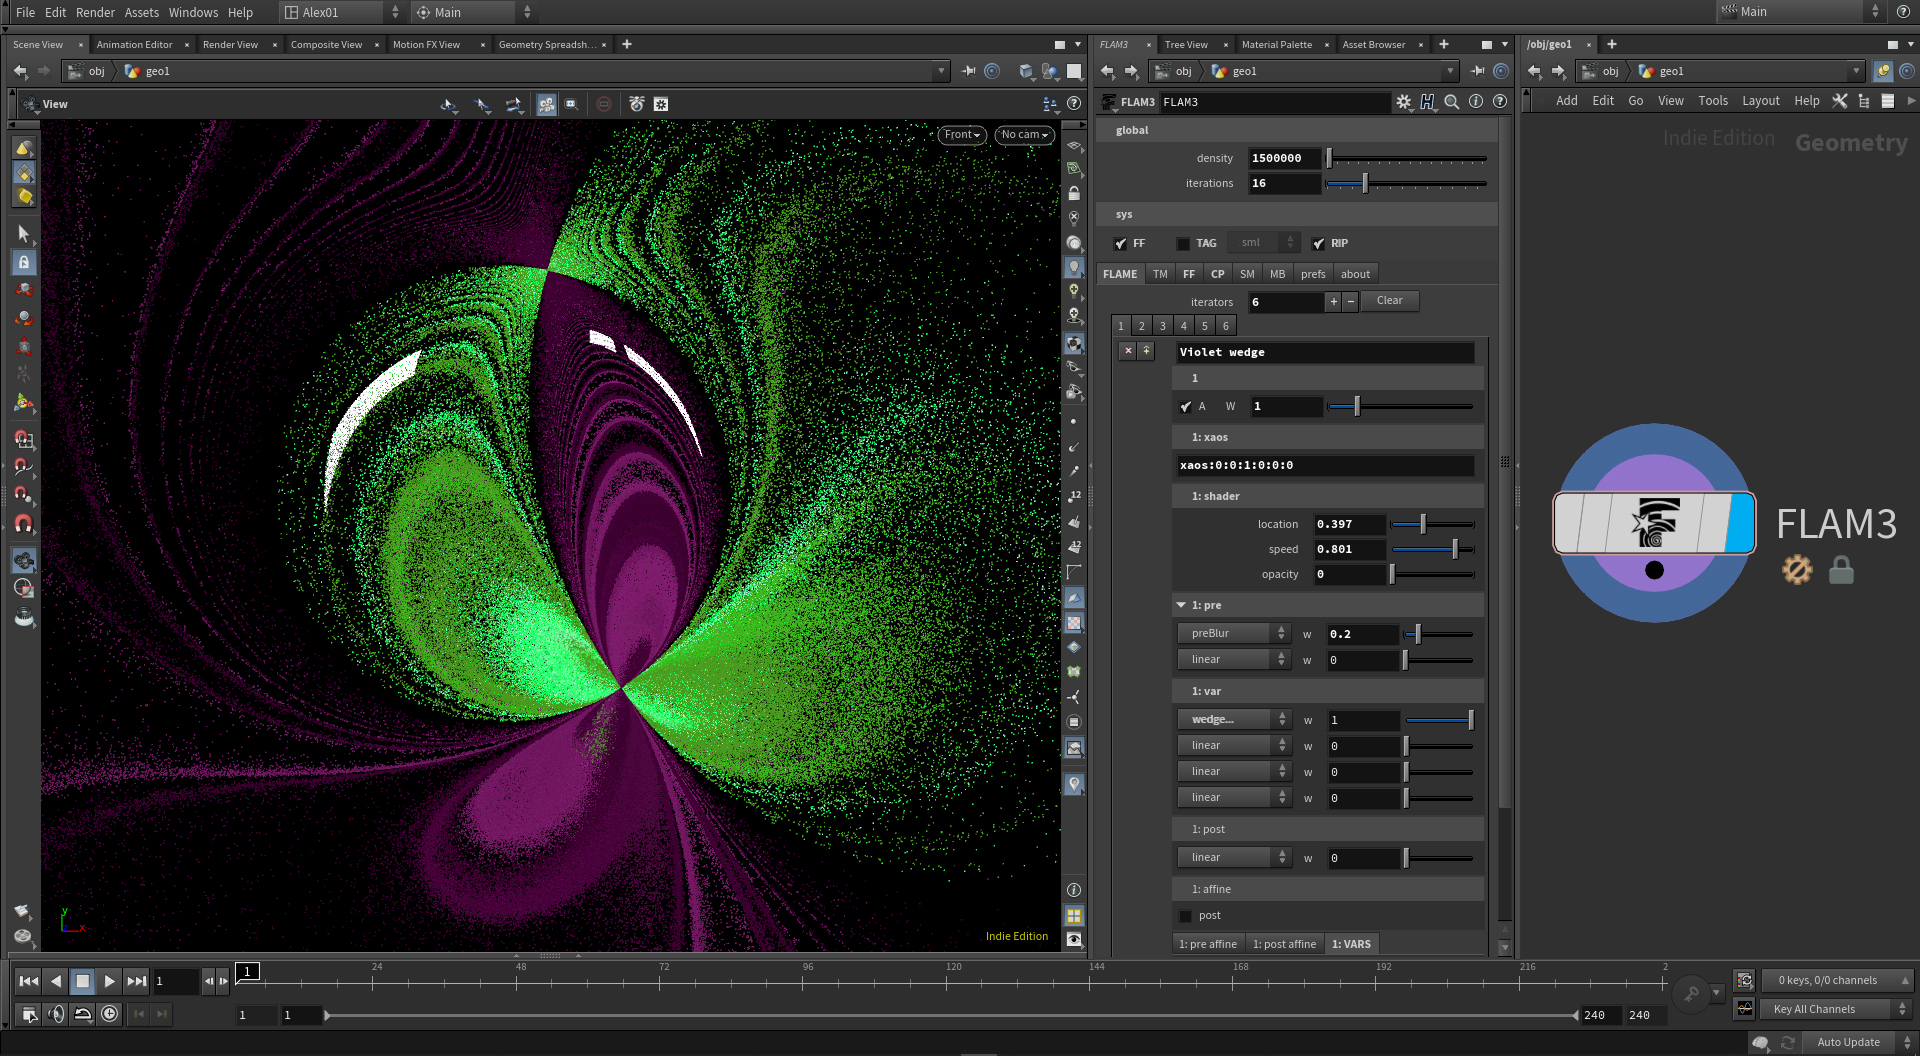 File Edit Render Assets Windows Help Alex01 Main Main
Scene View Animation Editor Render View Composite View Motion FX View Geometry Spreadsh...
FLAM3 Tree View Material Palette Asset Browser
/obj/geo1
obj geo1
obj geo1
obj geo1
View
FLAM3 FLAM3
Add Edit Go View Tools Layout Help
Front No cam
Indie Edition Geometry
global
density 1500000
iterations 16
sys
FF TAG sml RIP
FLAME TM FF CP SM MB prefs about
iterators 6 + − Clear
1 2 3 4 5 6
Violet wedge
1
A W 1
1: xaos
xaos:0:0:1:0:0:0
1: shader
location 0.397
speed 0.801
opacity 0
1: pre
preBlur w 0.2
linear w 0
1: var
wedge... w 1
linear w 0
linear w 0
linear w 0
1: post
linear w 0
1: affine
post
1: pre affine 1: post affine 1: VARS
FLAM3
12
12
y
x
Indie Edition
1 1 24 48 72 96 120 144 168 192 216 2
0 keys, 0/0 channels
1 1 240 240
Key All Channels
Auto Update